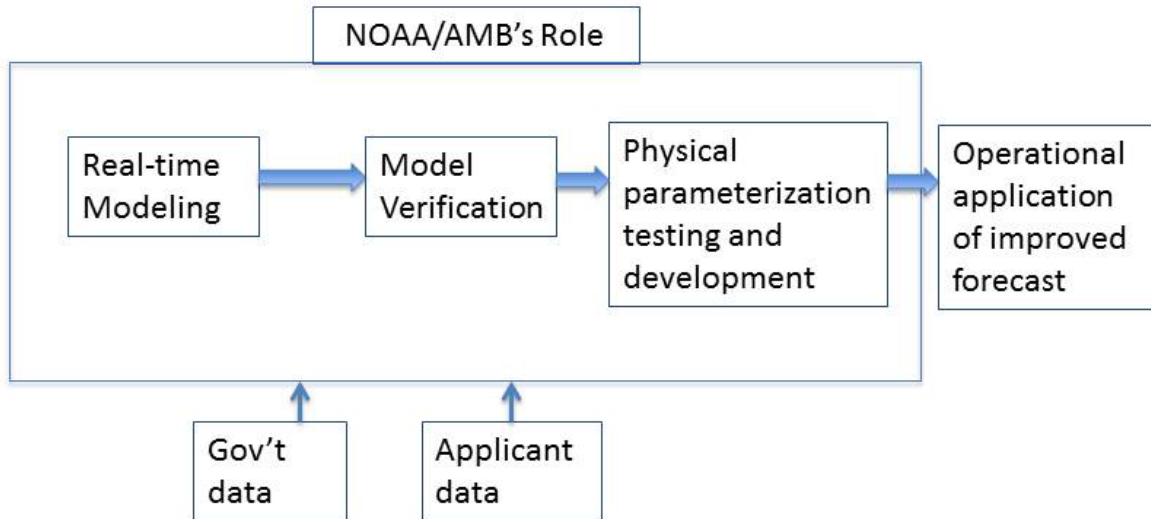 NOAA/AMB's Role
Real-time
Modeling
Model
Verification
Physical
parameterization
testing and
development
Operational
application
of improved
forecast
Gov't
data
Applicant
data